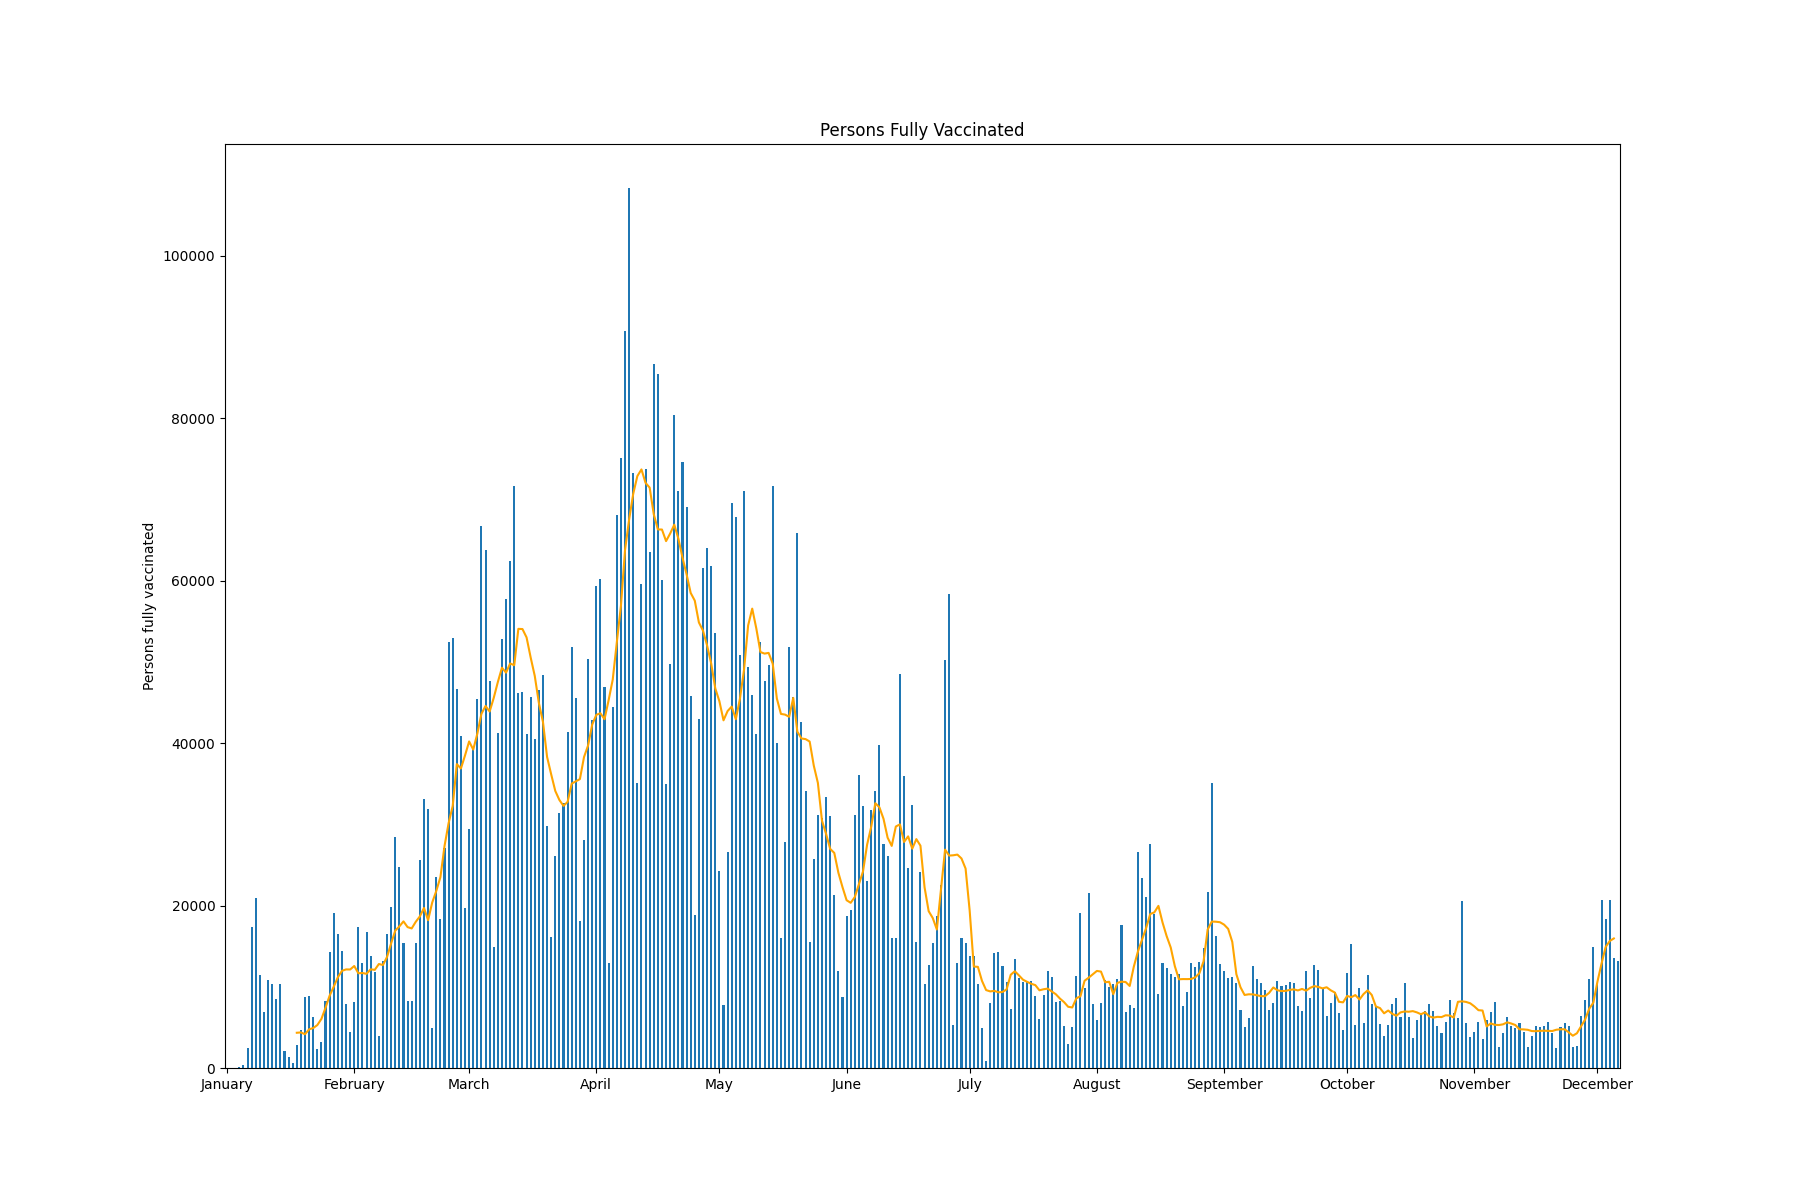 Persons Fully Vaccinated
Persons fully vaccinated
100000
80000
60000
40000
20000
0
January February March April May June July August September October November December